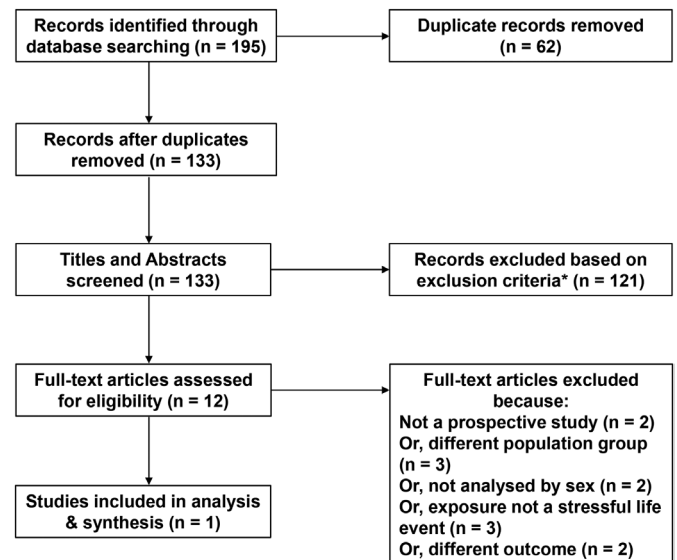 Records identified through
database searching (n = 195)
Duplicate records removed
(n = 62)
Records after duplicates
removed (n = 133)
Titles and Abstracts
screened (n = 133)
Records excluded based on
exclusion criteria* (n = 121)
Full-text articles assessed
for eligibility (n = 12)
Full-text articles excluded
because:
Not a prospective study (n = 2)
Or, different population group
(n = 3)
Or, not analysed by sex (n = 2)
Or, exposure not a stressful life
event (n = 3)
Or, different outcome (n = 2)
Studies included in analysis
& synthesis (n = 1)